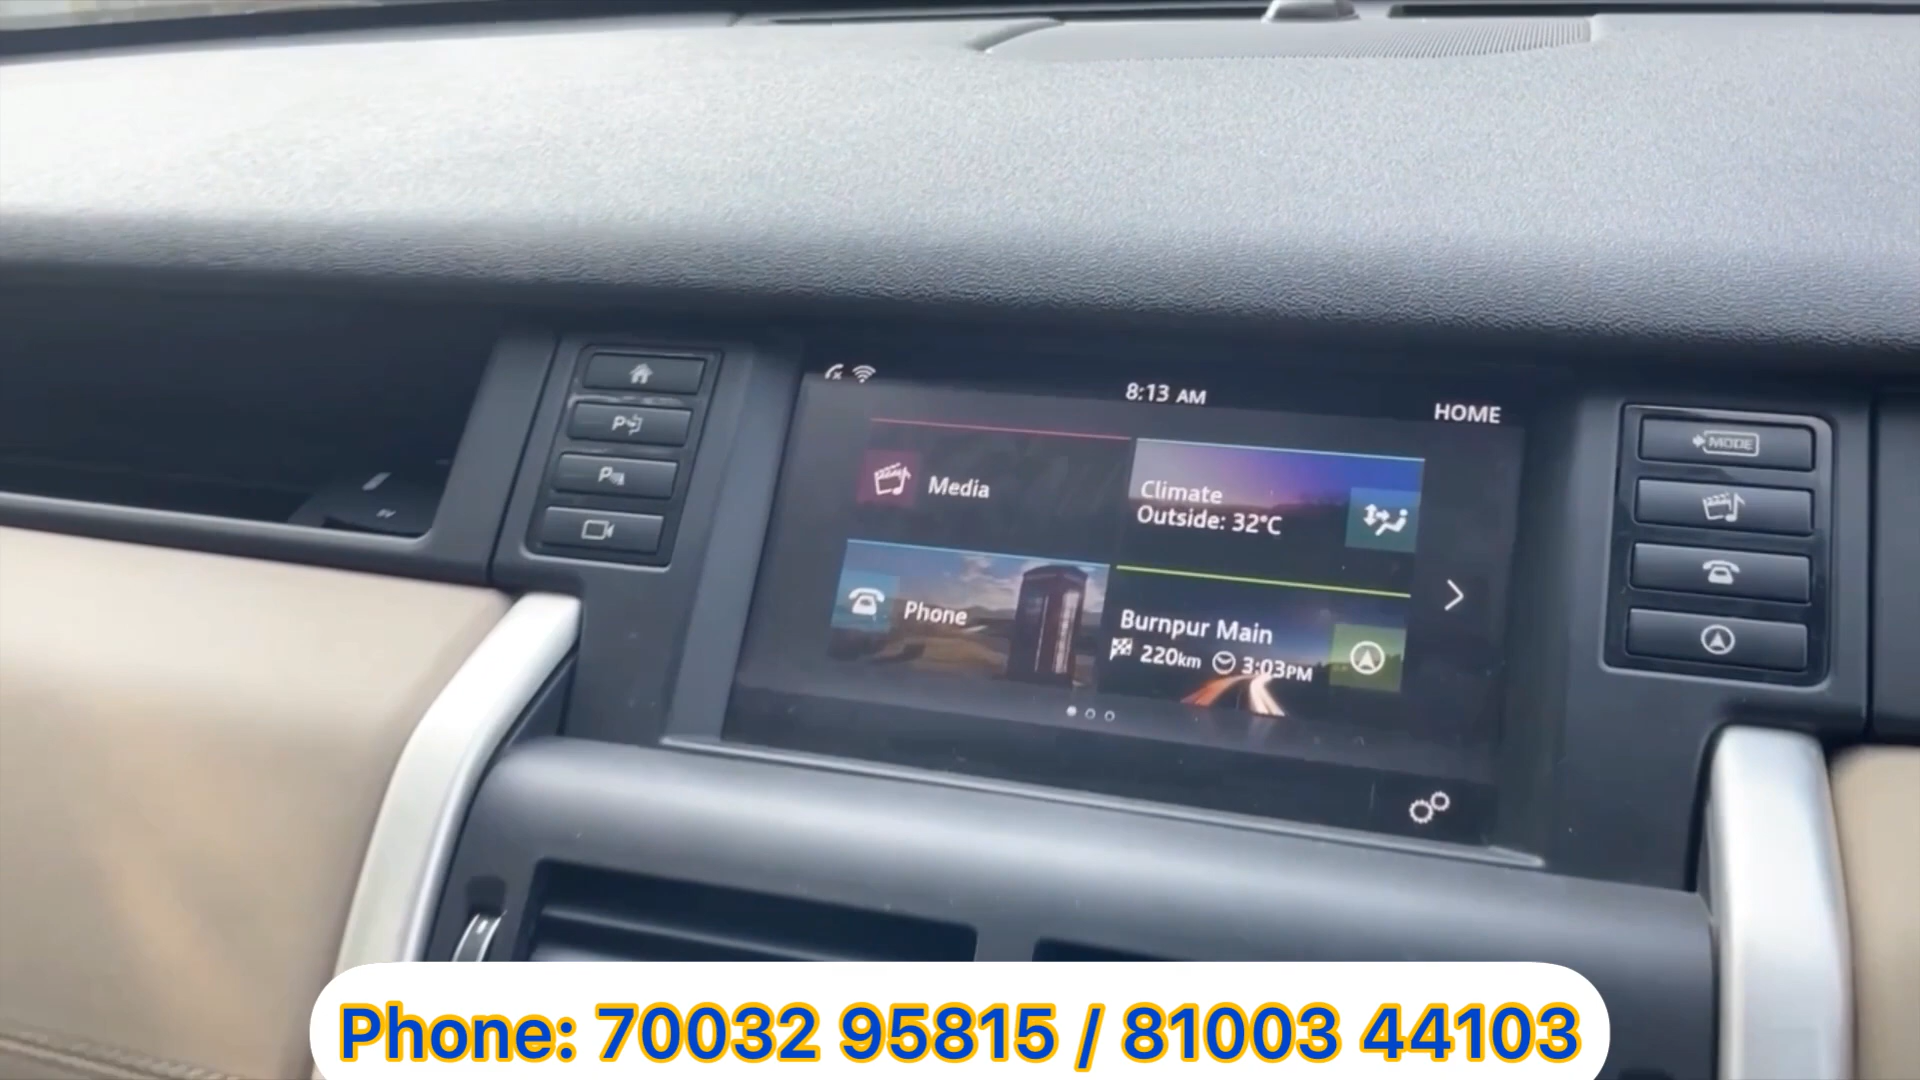 8:13 AM
HOME
Media
Climate
Outside: 32°C
Phone
Burnpur Main
220km 3:03PM
MODE
Phone: 70032 95815 / 81003 44103